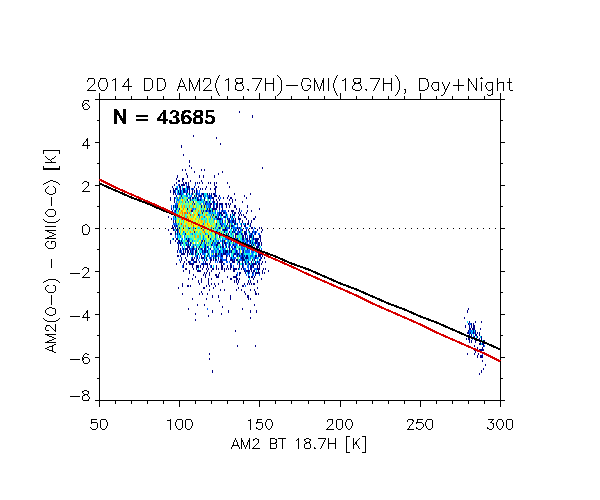 2014 DD AM2(18.7H)−GMI(18.7H), Day+Night
N = 43685
6
4
2
0
−2
−4
−6
−8
AM2(O−C) − GMI(O−C) [K]
50 100 150 200 250 300
AM2 BT 18.7H [K]